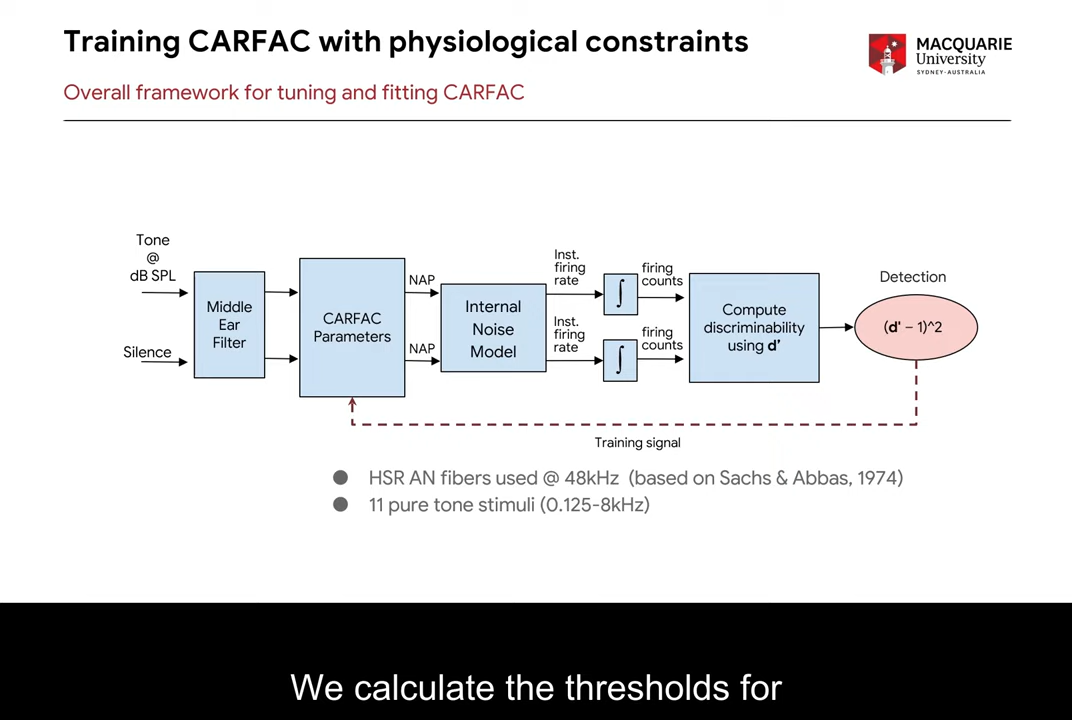 Training CARFAC with physiological constraints
MACQUARIE
University
SYDNEY·AUSTRALIA
Overall framework for tuning and fitting CARFAC
Tone
@
dB SPL
Silence
Middle
Ear
Filter
CARFAC
Parameters
NAP
NAP
Internal
Noise
Model
Inst.
firing
rate
Inst.
firing
rate
∫
∫
firing
counts
firing
counts
Compute
discriminability
using d'
Detection
(d' – 1)^2
Training signal
● HSR AN fibers used @ 48kHz (based on Sachs & Abbas, 1974)
● 11 pure tone stimuli (0.125-8kHz)
We calculate the thresholds for